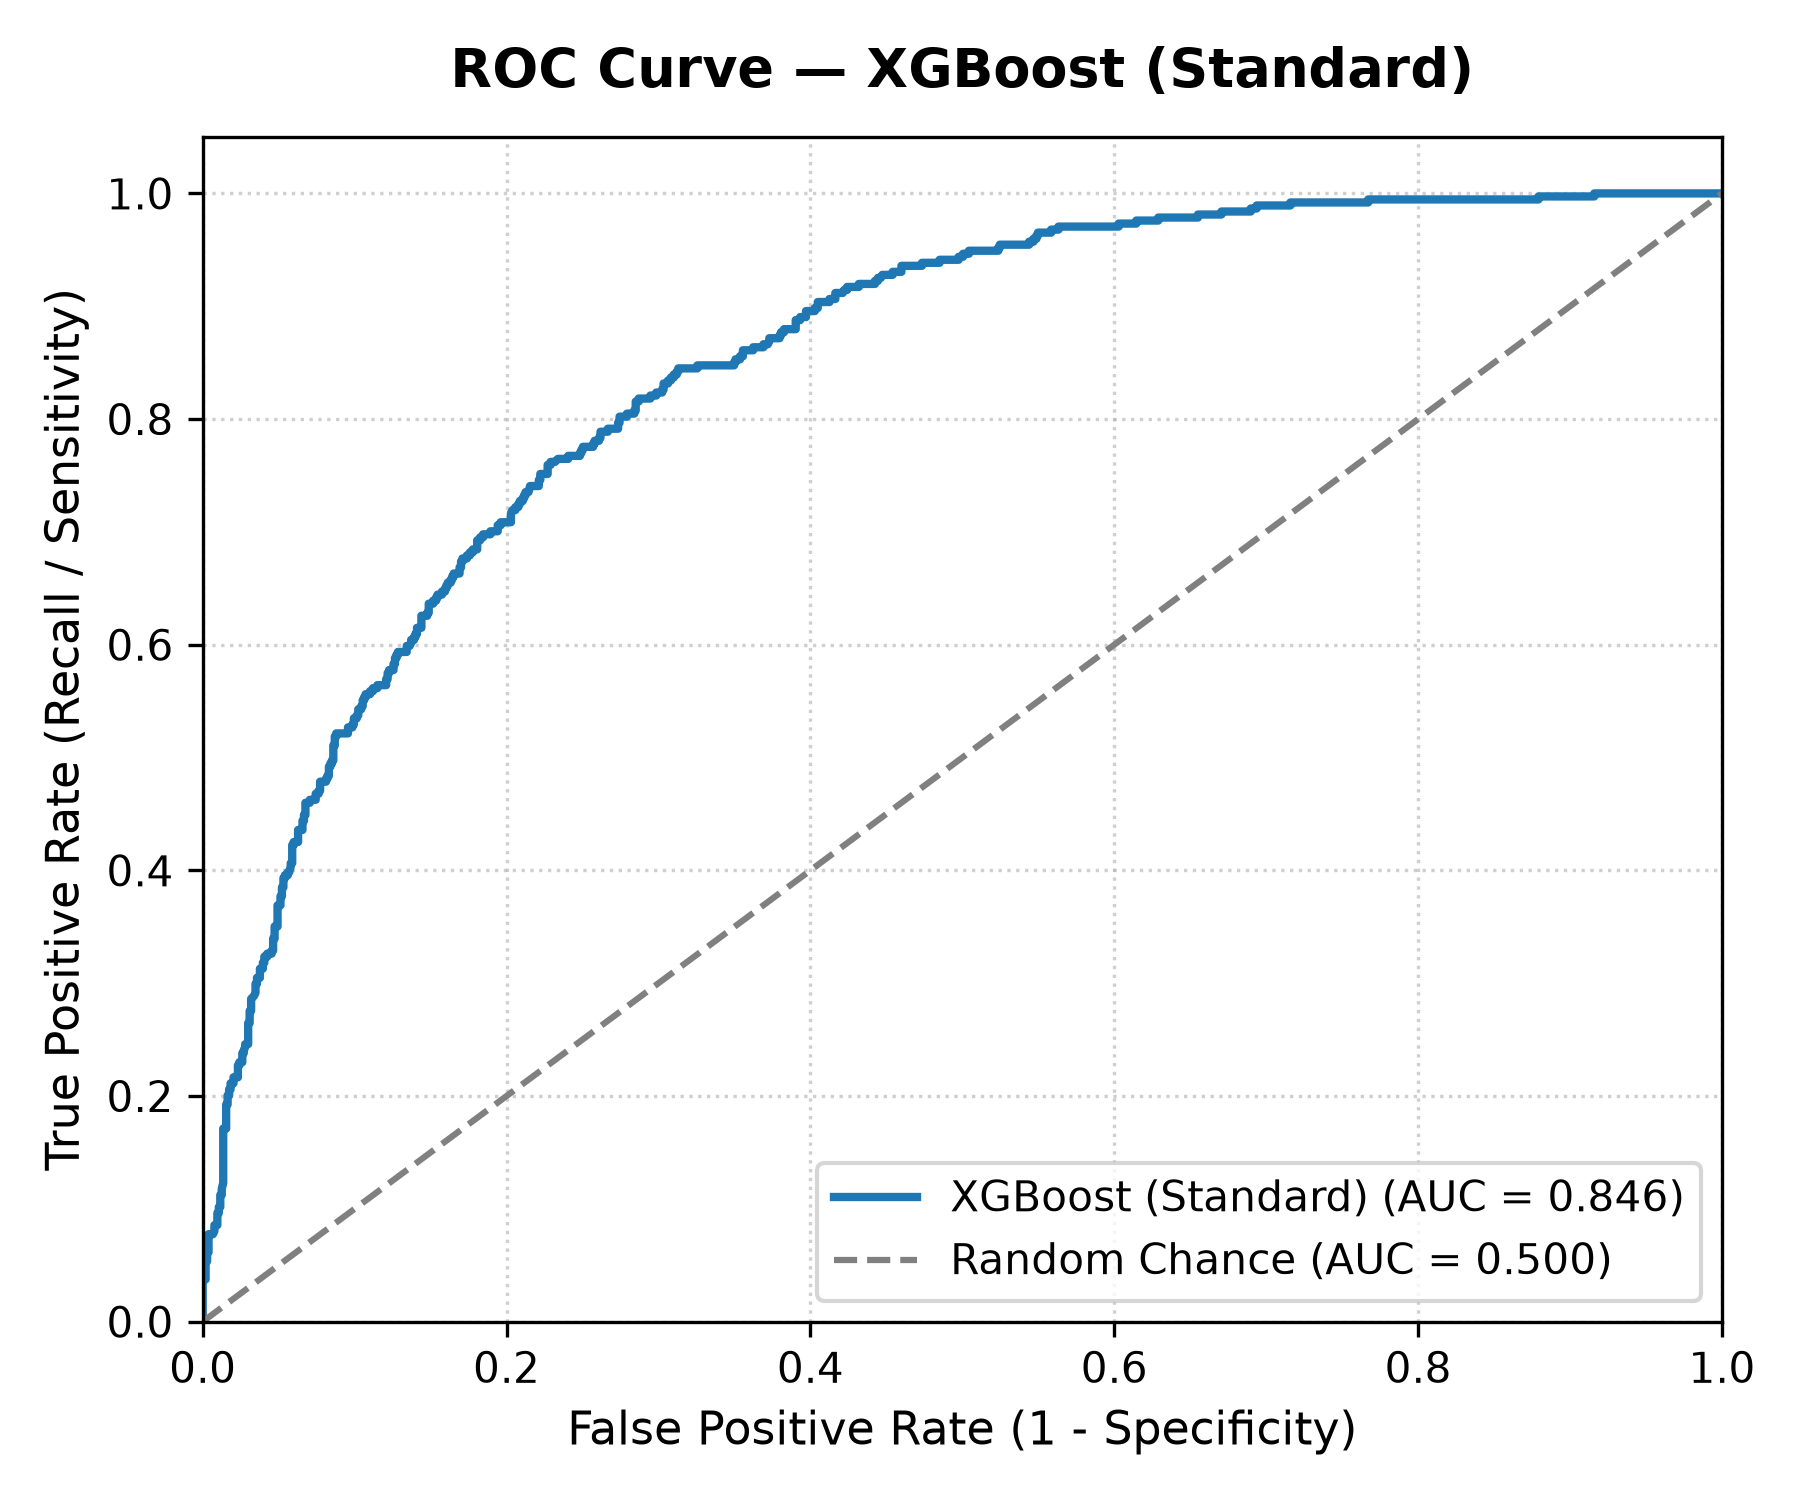 ROC Curve — XGBoost (Standard)
True Positive Rate (Recall / Sensitivity)
1.0
0.8
0.6
0.4
0.2
0.0
XGBoost (Standard) (AUC = 0.846)
Random Chance (AUC = 0.500)
0.0 0.2 0.4 0.6 0.8 1.0
False Positive Rate (1 - Specificity)